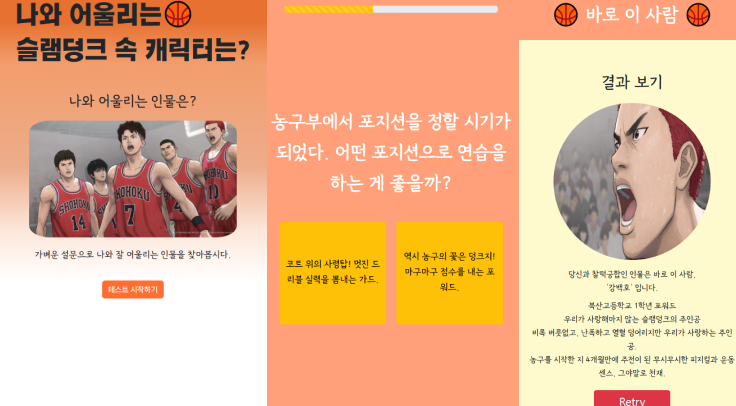 나와 어울리는
슬램덩크 속 캐릭터는?
나와 어울리는 인물은?
SHOHOKU
14
SHOHOKU
7
10
가벼운 설문으로 나와 잘 어울리는 인물을 찾아봅시다.
테스트 시작하기
농구부에서 포지션을 정할 시기가
되었다. 어떤 포지션으로 연습을
하는 게 좋을까?
코트 위의 사령탑! 멋진 드
리블 실력을 뽐내는 가드.
역시 농구의 꽃은 덩크지!
마구마구 점수를 내는 포
워드.
바로 이 사람
결과 보기
당신과 찰떡궁합인 인물은 바로 이 사람,
'강백호' 입니다.
북산고등학교 1학년 포워드
우리가 사랑해마지 않는 슬램덩크의 주인공
비록 버릇없고, 난폭하고 열혈 덩어리지만 우리가 사랑하는 주인
공.
농구를 시작한 지 4개월만에 주전이 된 무시무시한 피지컬과 운동
센스, 그야말로 천재.
Retry